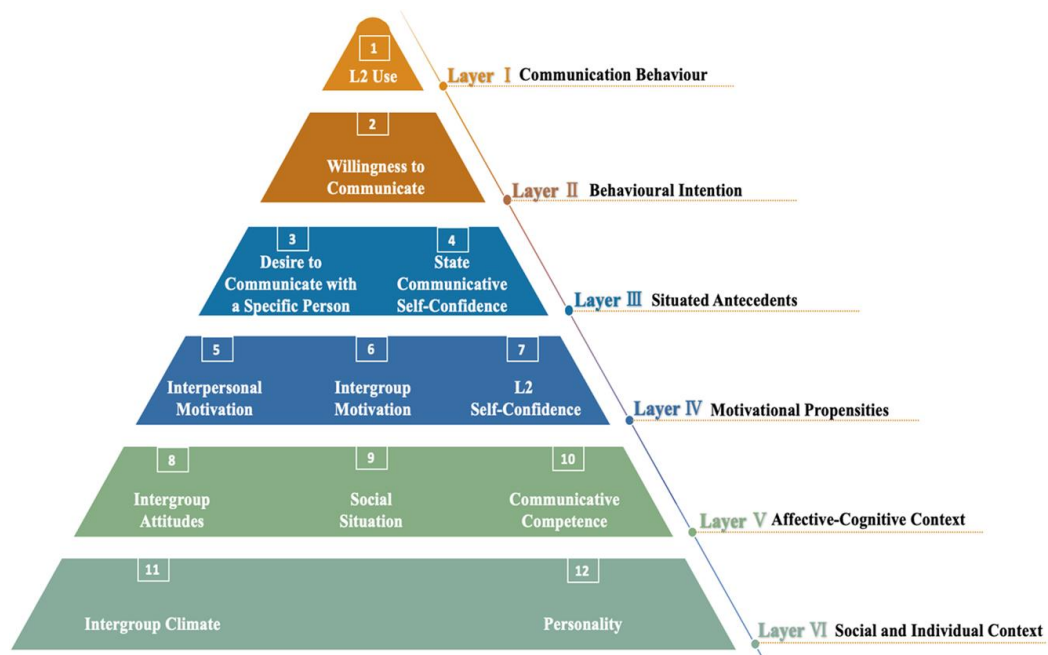 1
L2 Use
Layer Ⅰ Communication Behaviour
2
Willingness to
Communicate
Layer Ⅱ Behavioural Intention
3
Desire to
Communicate with
a Specific Person
4
State
Communicative
Self-Confidence
Layer Ⅲ Situated Antecedents
5
Interpersonal
Motivation
6
Intergroup
Motivation
7
L2
Self-Confidence
Layer Ⅳ Motivational Propensities
8
Intergroup
Attitudes
9
Social
Situation
10
Communicative
Competence
Layer Ⅴ Affective-Cognitive Context
11
Intergroup Climate
12
Personality
Layer Ⅵ Social and Individual Context